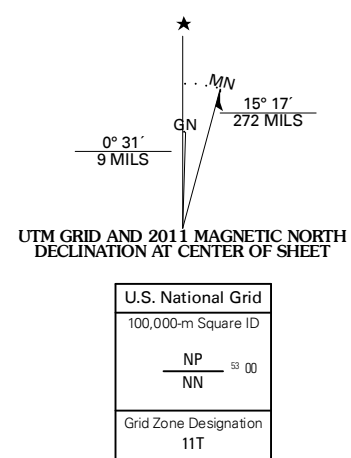 ★
MN
GN
15° 17´
272 MILS
0° 31´
9 MILS
UTM GRID AND 2011 MAGNETIC NORTH
DECLINATION AT CENTER OF SHEET
U.S. National Grid
100,000-m Square ID
NP
53 00
NN
Grid Zone Designation
11T